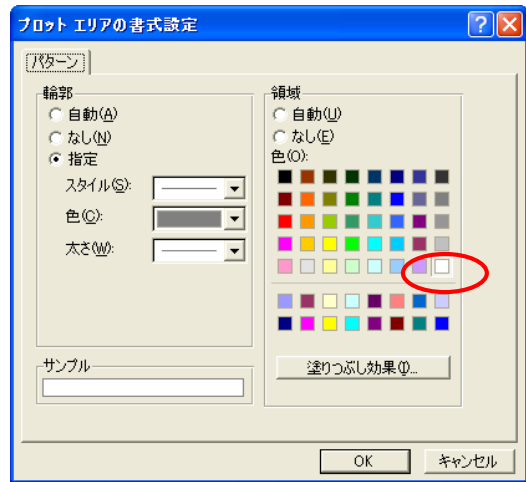 プロット エリアの書式設定
パターン
輪郭
自動(A)
なし(N)
指定
スタイル(S):
色(C):
太さ(W):
サンプル
領域
自動(U)
なし(E)
色(O):
塗りつぶし効果(I)...
OK
キャンセル